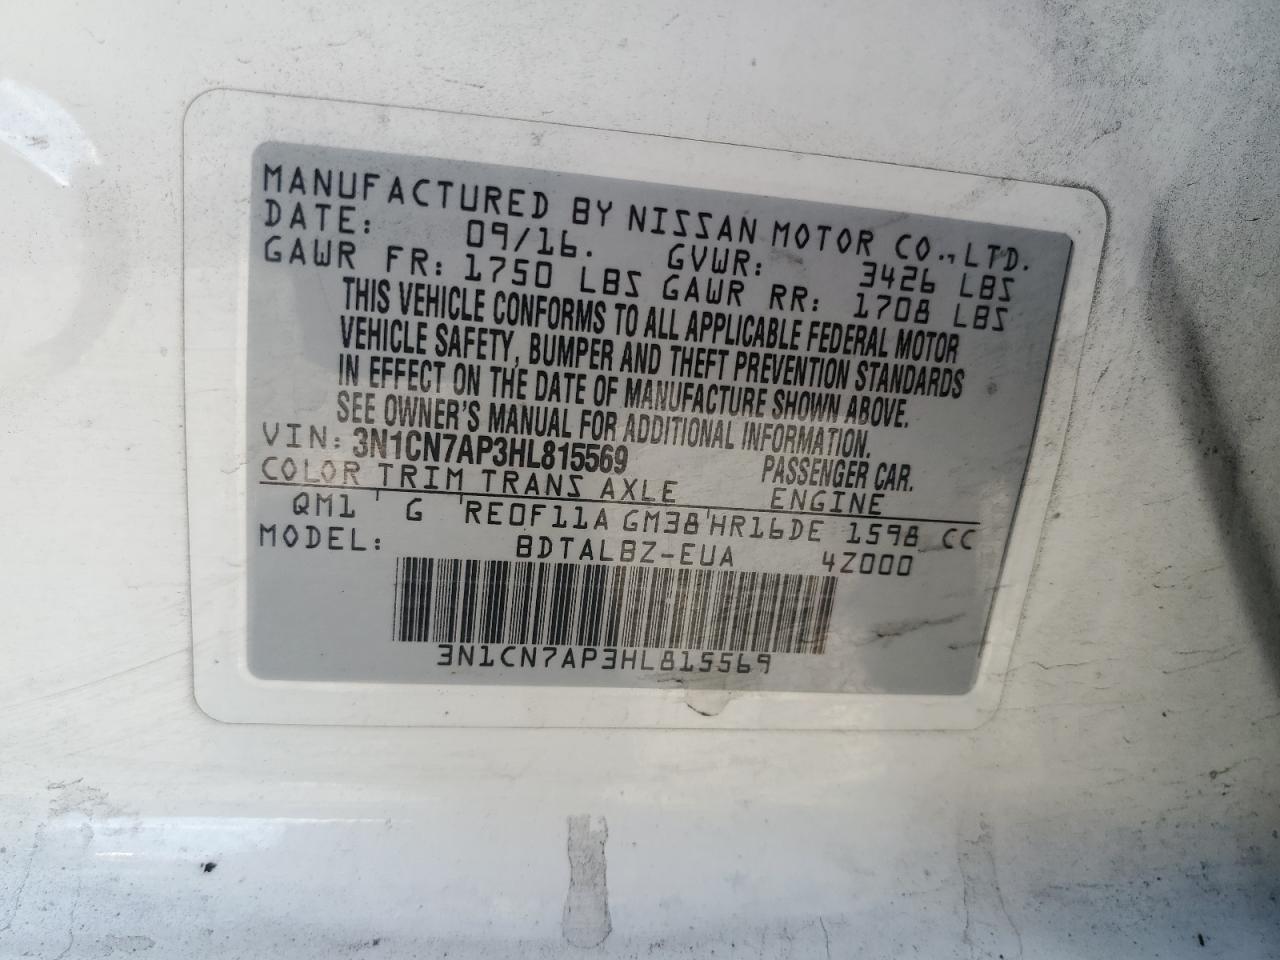 MANUFACTURED BY NISSAN MOTOR CO.,LTD.
DATE: 09/16. GVWR: 3426 LBS
GAWR FR: 1750 LBS GAWR RR: 1708 LBS
THIS VEHICLE CONFORMS TO ALL APPLICABLE FEDERAL MOTOR
VEHICLE SAFETY, BUMPER AND THEFT PREVENTION STANDARDS
IN EFFECT ON THE DATE OF MANUFACTURE SHOWN ABOVE.
SEE OWNER'S MANUAL FOR ADDITIONAL INFORMATION.
VIN: 3N1CN7AP3HL815569 PASSENGER CAR.
COLOR TRIM TRANS AXLE ENGINE
QM1 G RE0F11A GM38 HR16DE 1598 CC
MODEL: BDTALBZ-EUA 4Z000
3N1CN7AP3HL815569